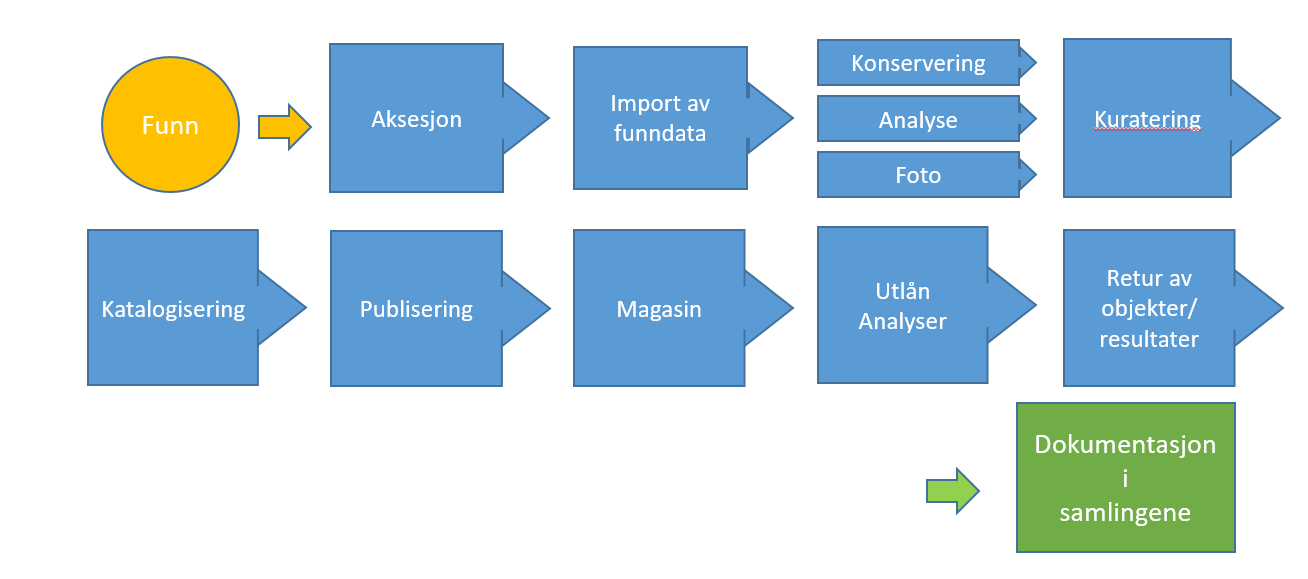 Funn
Aksesjon
Import av
funndata
Konservering
Analyse
Foto
Kuratering
Katalogisering
Publisering
Magasin
Utlån
Analyser
Retur av
objekter/
resultater
Dokumentasjon
i
samlingene